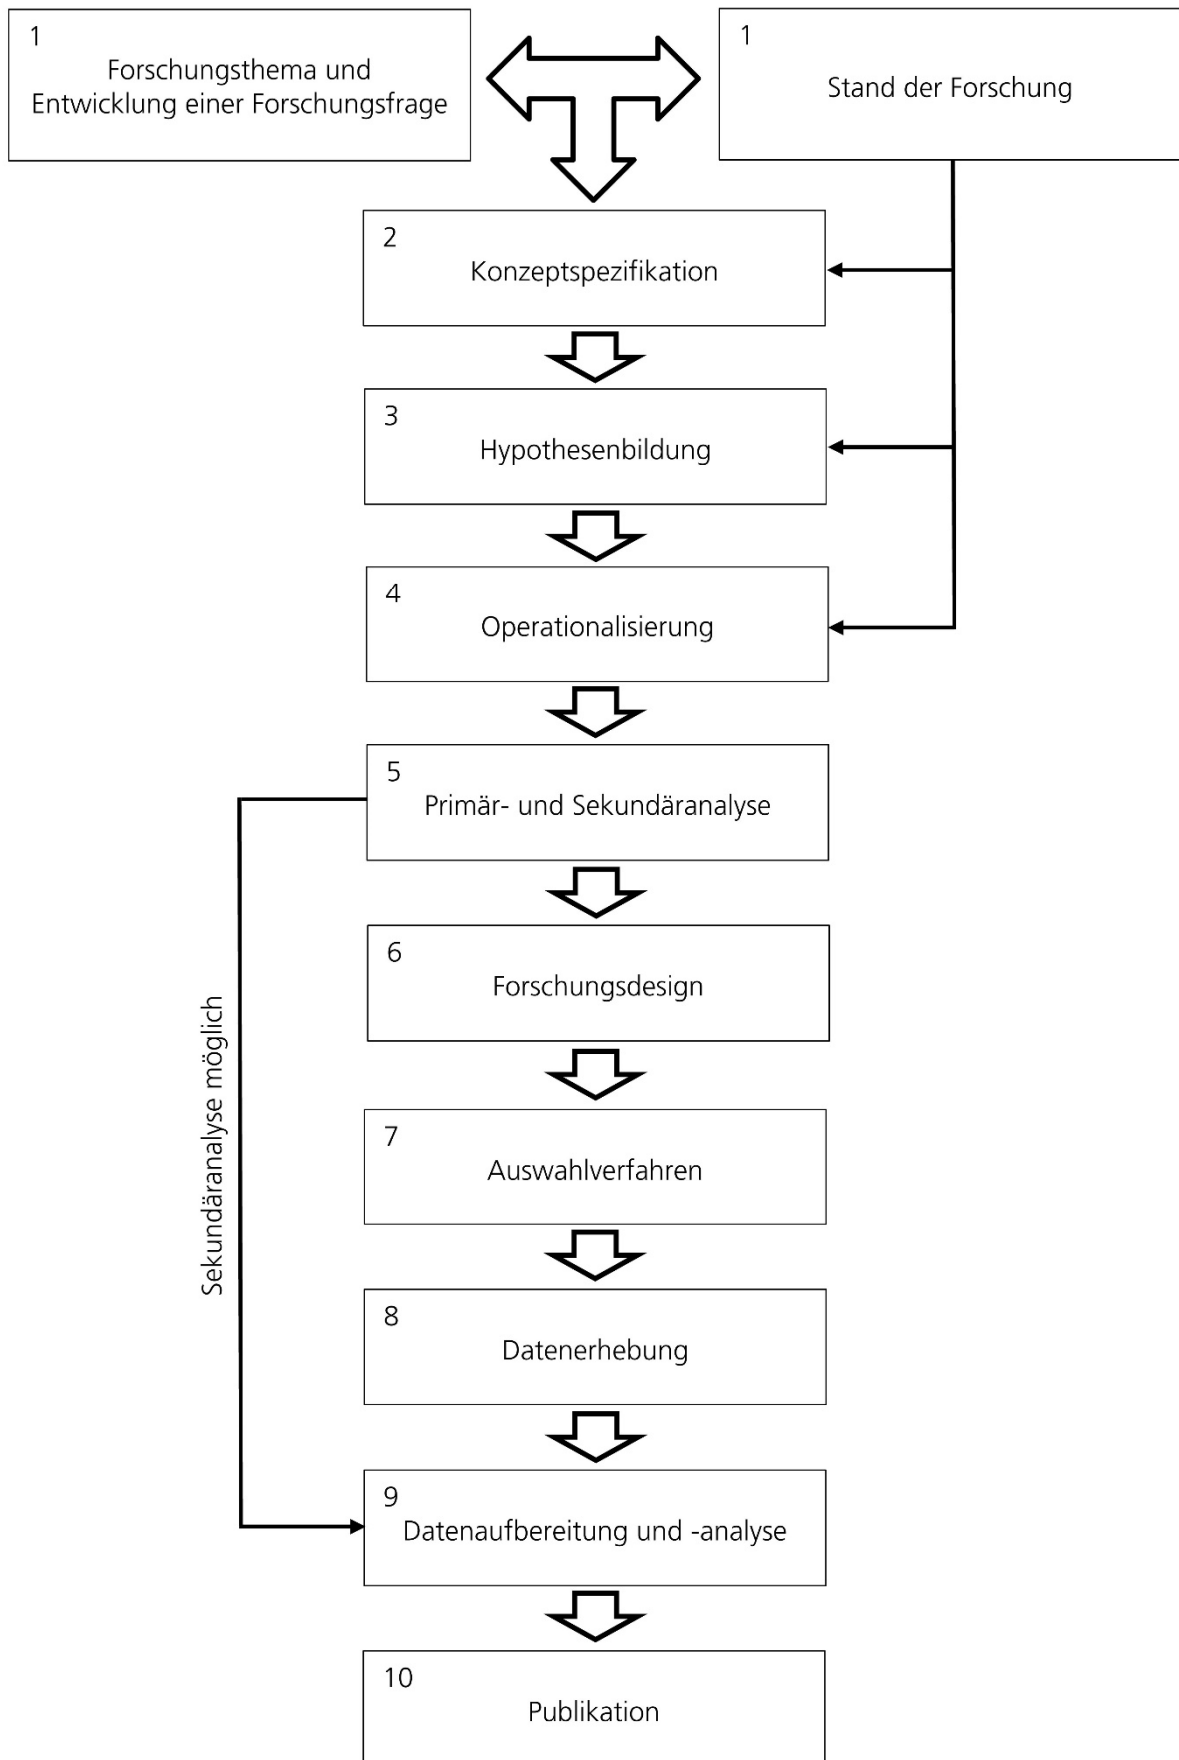 1
Forschungsthema und
Entwicklung einer Forschungsfrage
1
Stand der Forschung
2
Konzeptspezifikation
3
Hypothesenbildung
4
Operationalisierung
5
Primär- und Sekundäranalyse
6
Forschungsdesign
Sekundäranalyse möglich
7
Auswahlverfahren
8
Datenerhebung
9
Datenaufbereitung und -analyse
10
Publikation